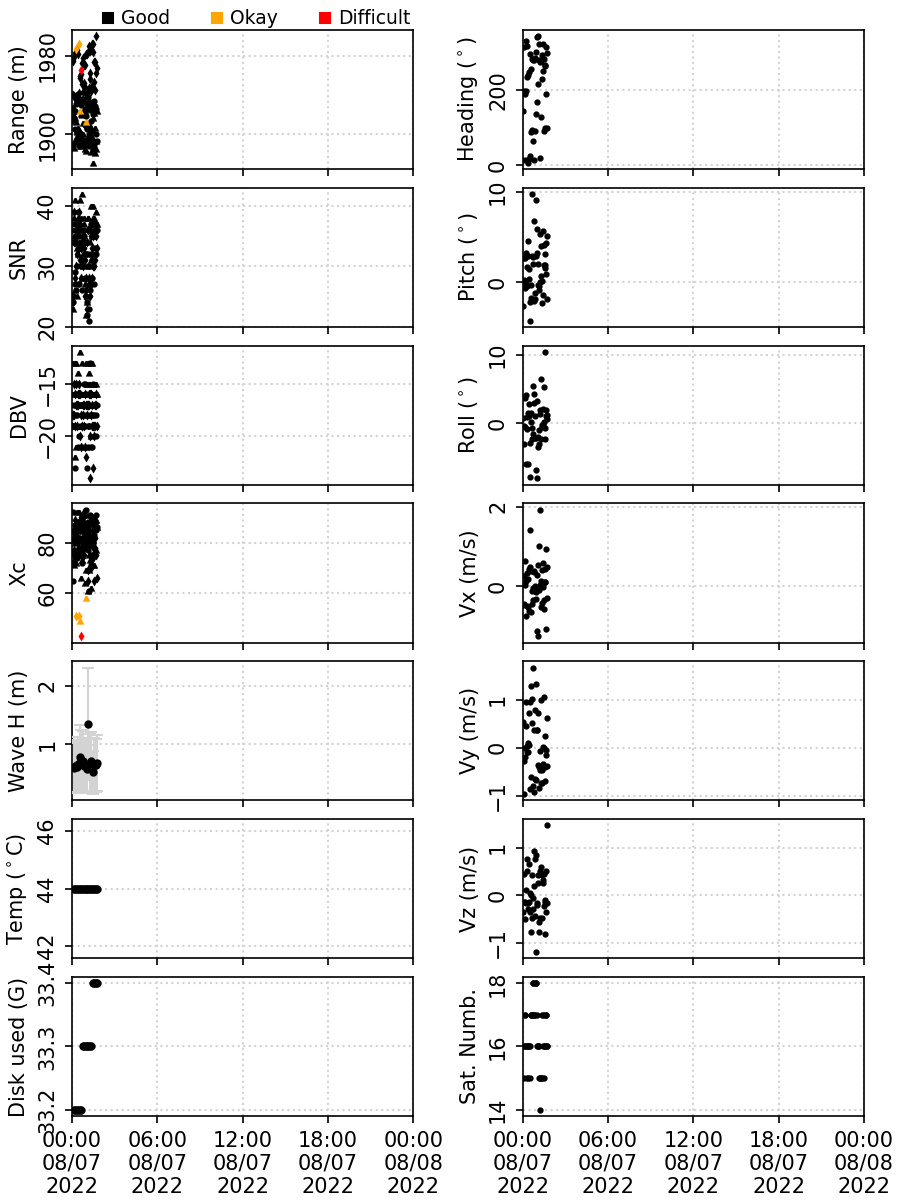 Good Okay Difficult
Range (m) 1980 1900
Heading (°) 200 0
SNR 40 30 20
Pitch (°) 10 0
DBV −15 −20
Roll (°) 10 0
Xc 80 60
Vx (m/s) 2 0
Wave H (m) 2 1
Vy (m/s) 1 0 −1
Temp (°C) 46 44 42
Vz (m/s) 1 0 −1
Disk used (G) 33.4 33.3 33.2
Sat. Numb. 18 16 14
00:00 06:00 12:00 18:00 00:00 00:00 06:00 12:00 18:00 00:00
08/07 08/07 08/07 08/07 08/08 08/07 08/07 08/07 08/07 08/08
2022 2022 2022 2022 2022 2022 2022 2022 2022 2022